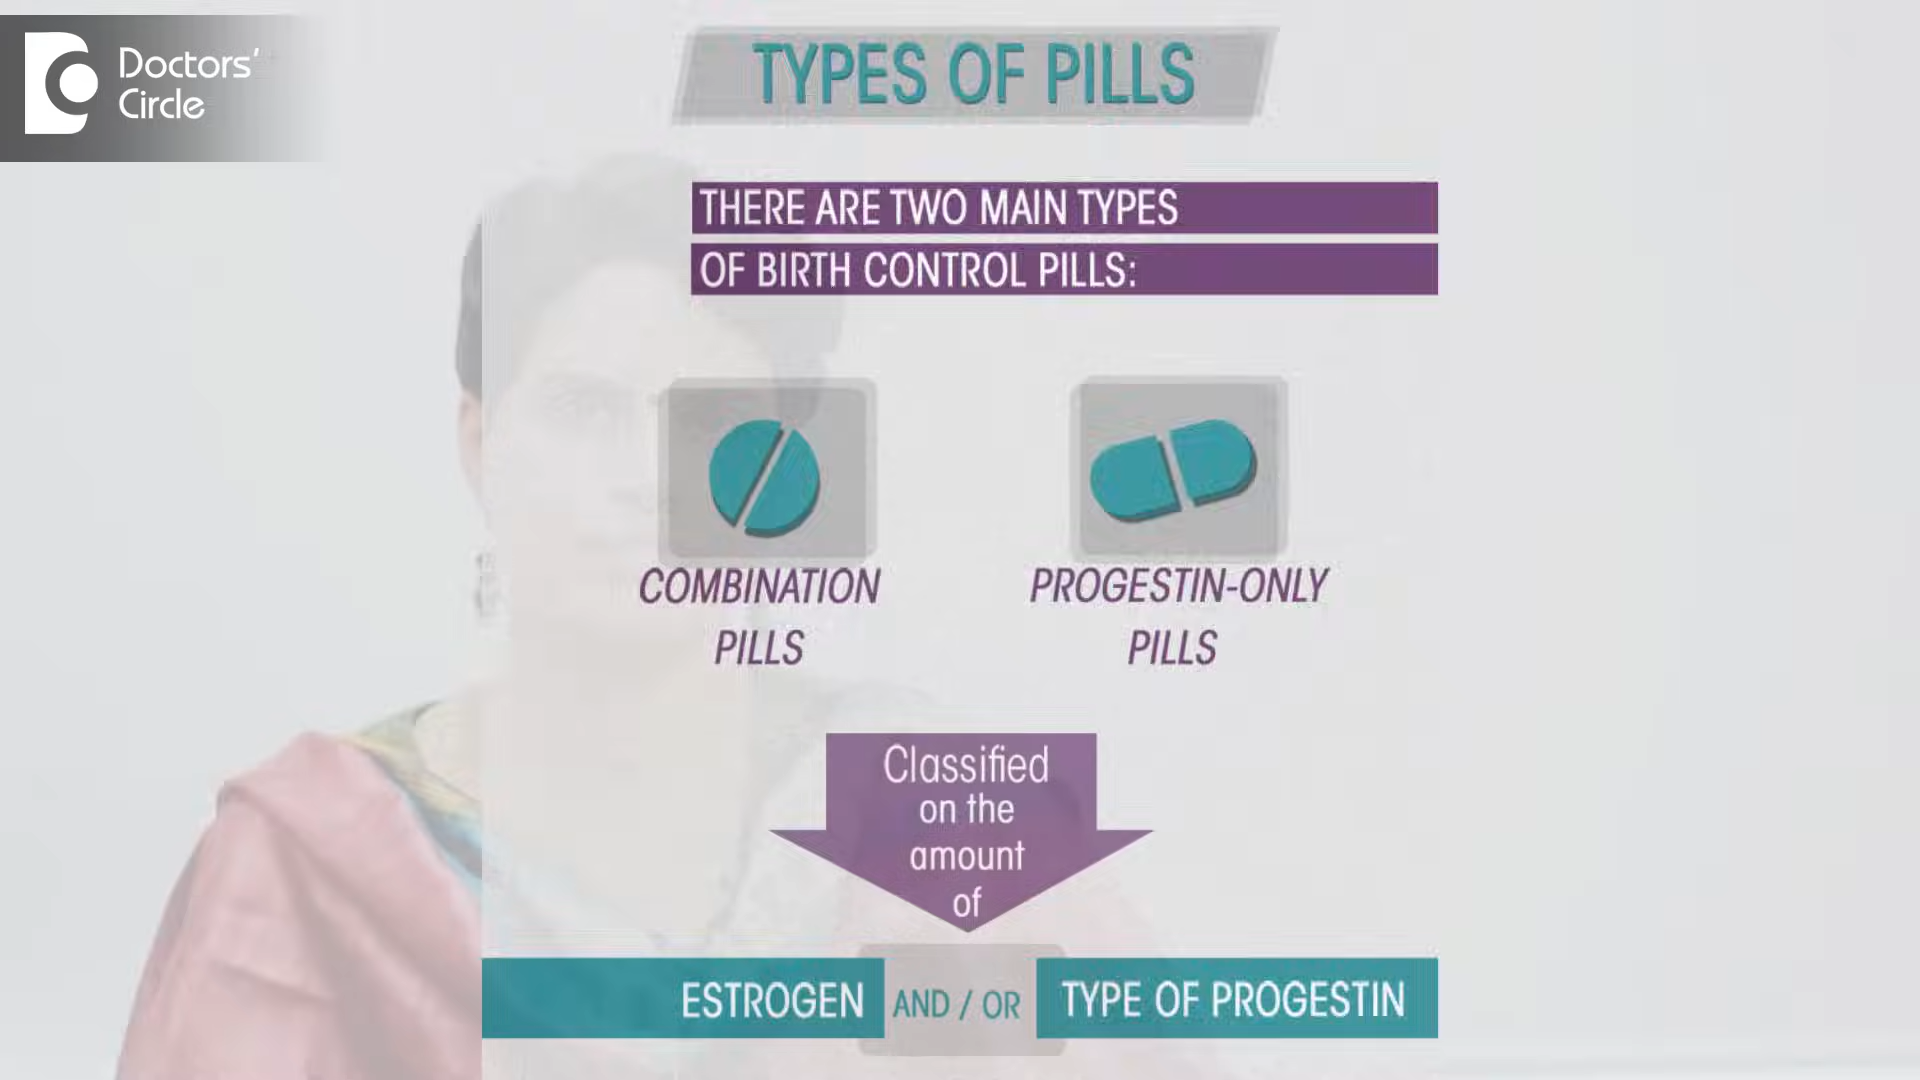 Doctors'
Circle
TYPES OF PILLS
THERE ARE TWO MAIN TYPES
OF BIRTH CONTROL PILLS:
COMBINATION
PILLS
PROGESTIN-ONLY
PILLS
Classified
on the
amount
of
ESTROGEN AND / OR TYPE OF PROGESTIN